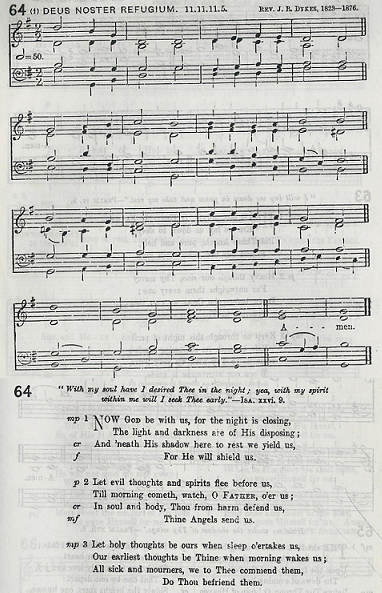 64 (1) DEUS NOSTER REFUGIUM. 11.11.11.5. REV. J. B. DYKES, 1823—1876.
=50.
A - - - men.
64 "With my soul have I desired Thee in the night; yea, with my spirit
within me will I seek Thee early."—ISA. xxvi. 9.
mp 1 NOW GOD be with us, for the night is closing,
The light and darkness are of His disposing;
cr And 'neath His shadow here to rest we yield us,
f For He will shield us.
p 2 Let evil thoughts and spirits flee before us,
Till morning cometh, watch, O FATHER, o'er us;
cr In soul and body, Thou from harm defend us,
mf Thine Angels send us.
mp 3 Let holy thoughts be ours when sleep o'ertakes us,
Our earliest thoughts be Thine when morning wakes us;
All sick and mourners, we to Thee commend them,
Do Thou befriend them.